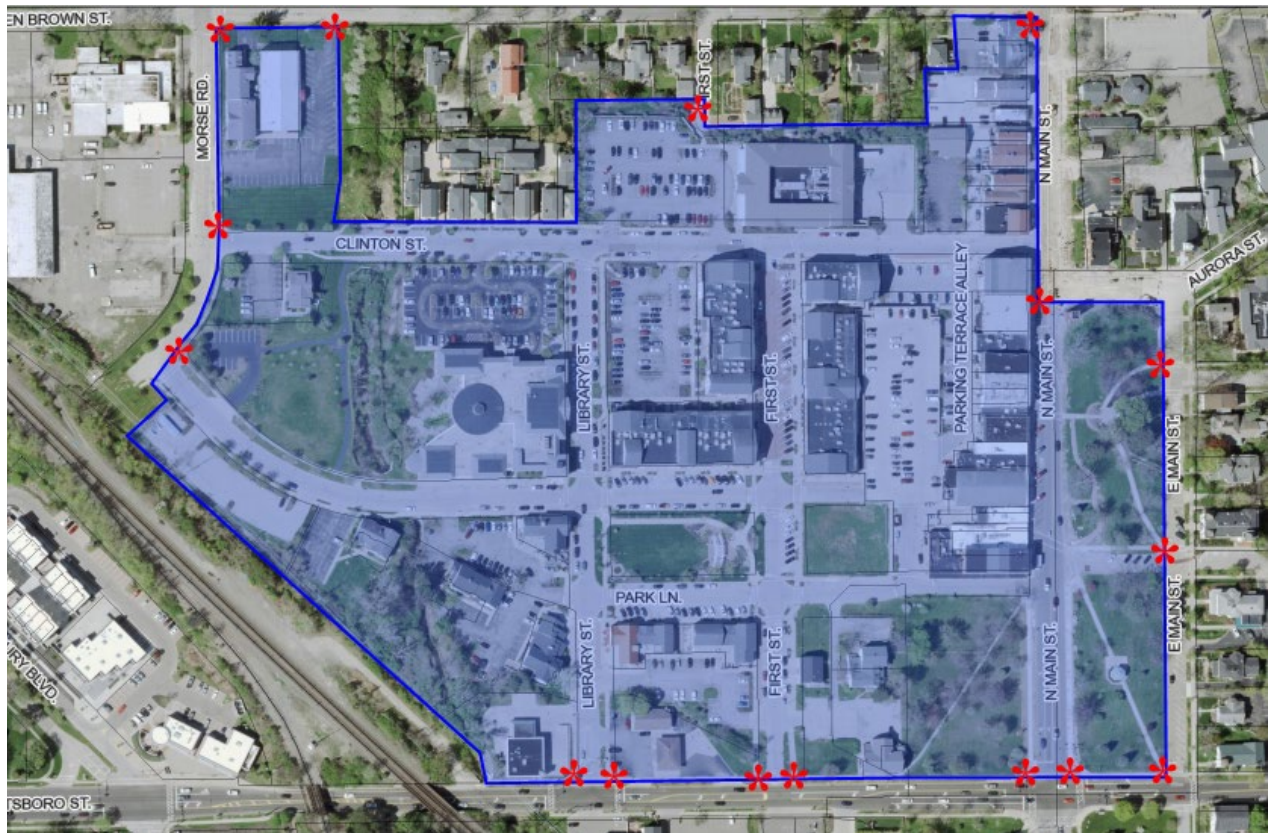 EN BROWN ST.
MORSE RD.
FIRST ST.
N MAIN ST.
CLINTON ST.
AURORA ST.
PARKING TERRACE ALLEY
LIBRARY ST.
FIRST ST.
N MAIN ST.
E MAIN ST.
PARK LN.
LIBRARY ST.
FIRST ST.
N MAIN ST.
E MAIN ST.
URY BLVD.
TSBORO ST.